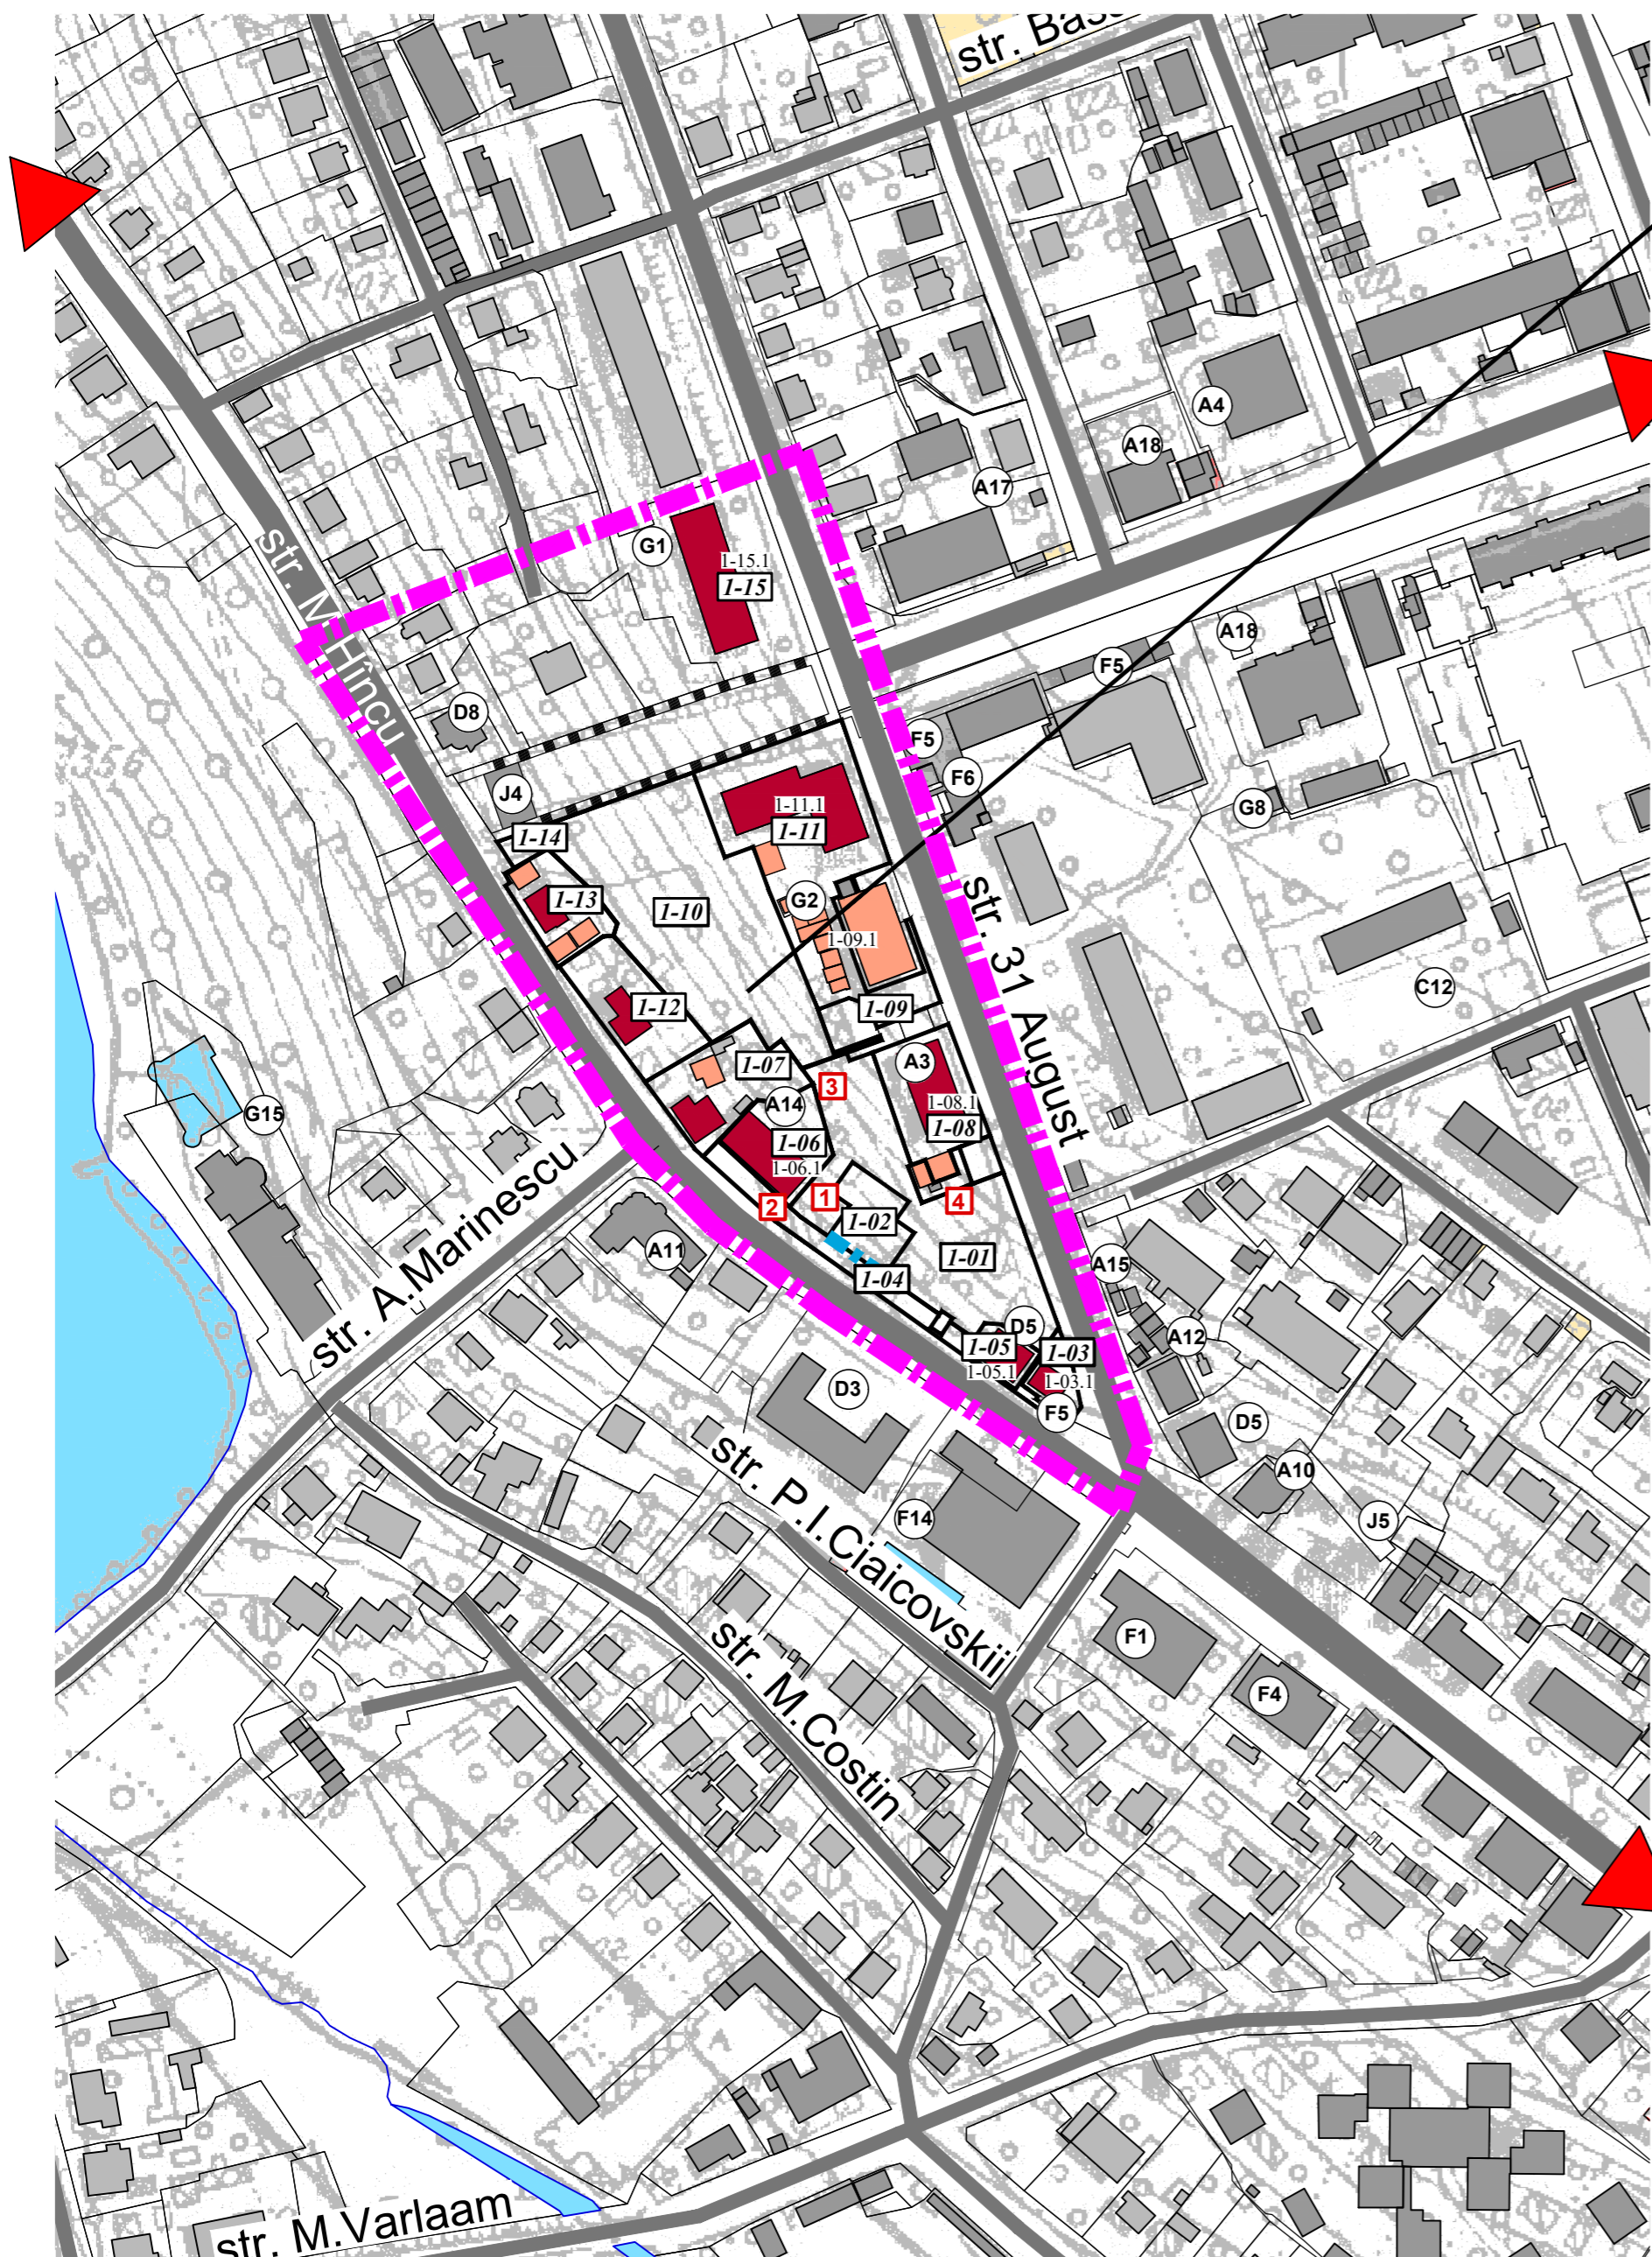 str. Bas
A4
A18
A17
str. M. Hîncu
G1
1-15.1
1-15
A18
F5
D8
F5
J4
F6
G8
1-11.1
1-11
1-14
str. 31 August
1-13
G2
1-10
1-09.1
C12
1-12
1-09
A3
1-07
3
G15
A14
1-08.1
1-08
1-06
1-06.1
1
2
4
str. A.Marinescu
1-02
A11
1-01
A15
1-04
D5
A12
1-05
1-03
1-05.1
1-03.1
D3
F5
D5
A10
str. P.I.Ciaicovskii
F14
J5
F1
str. M.Costin
F4
str. M.Varlaam